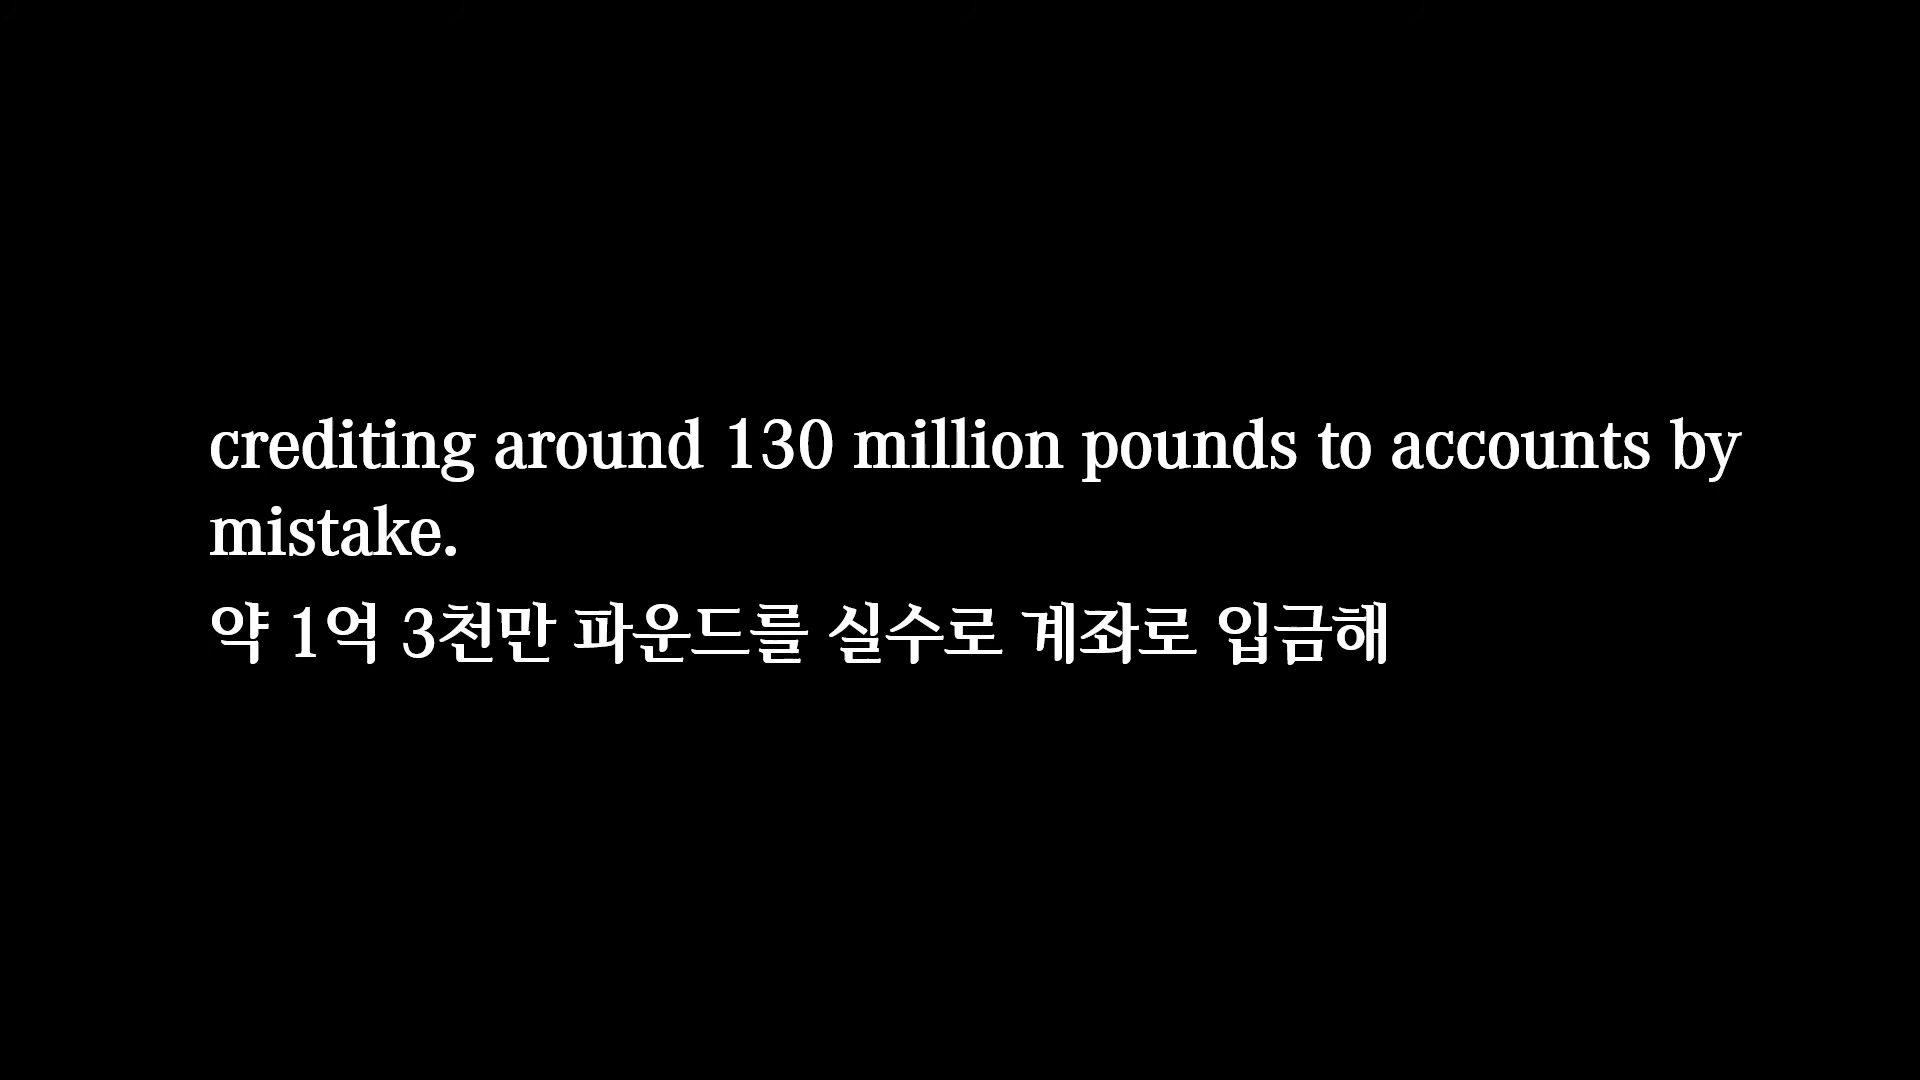 crediting around 130 million pounds to accounts by
mistake.
약 1억 3천만 파운드를 실수로 계좌로 입금해